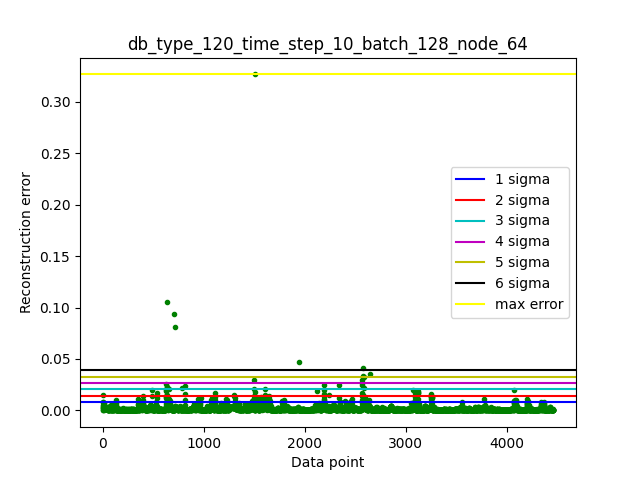 db_type_120_time_step_10_batch_128_node_64
Reconstruction error
0.30
0.25
0.20
0.15
0.10
0.05
0.00
1 sigma
2 sigma
3 sigma
4 sigma
5 sigma
6 sigma
max error
0
1000
2000
3000
4000
Data point